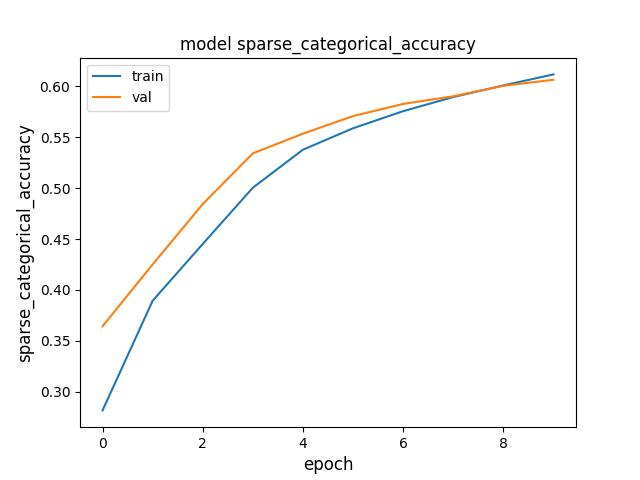 model sparse_categorical_accuracy
train
val
0.60
0.55
0.50
0.45
0.40
0.35
0.30
sparse_categorical_accuracy
0 2 4 6 8
epoch